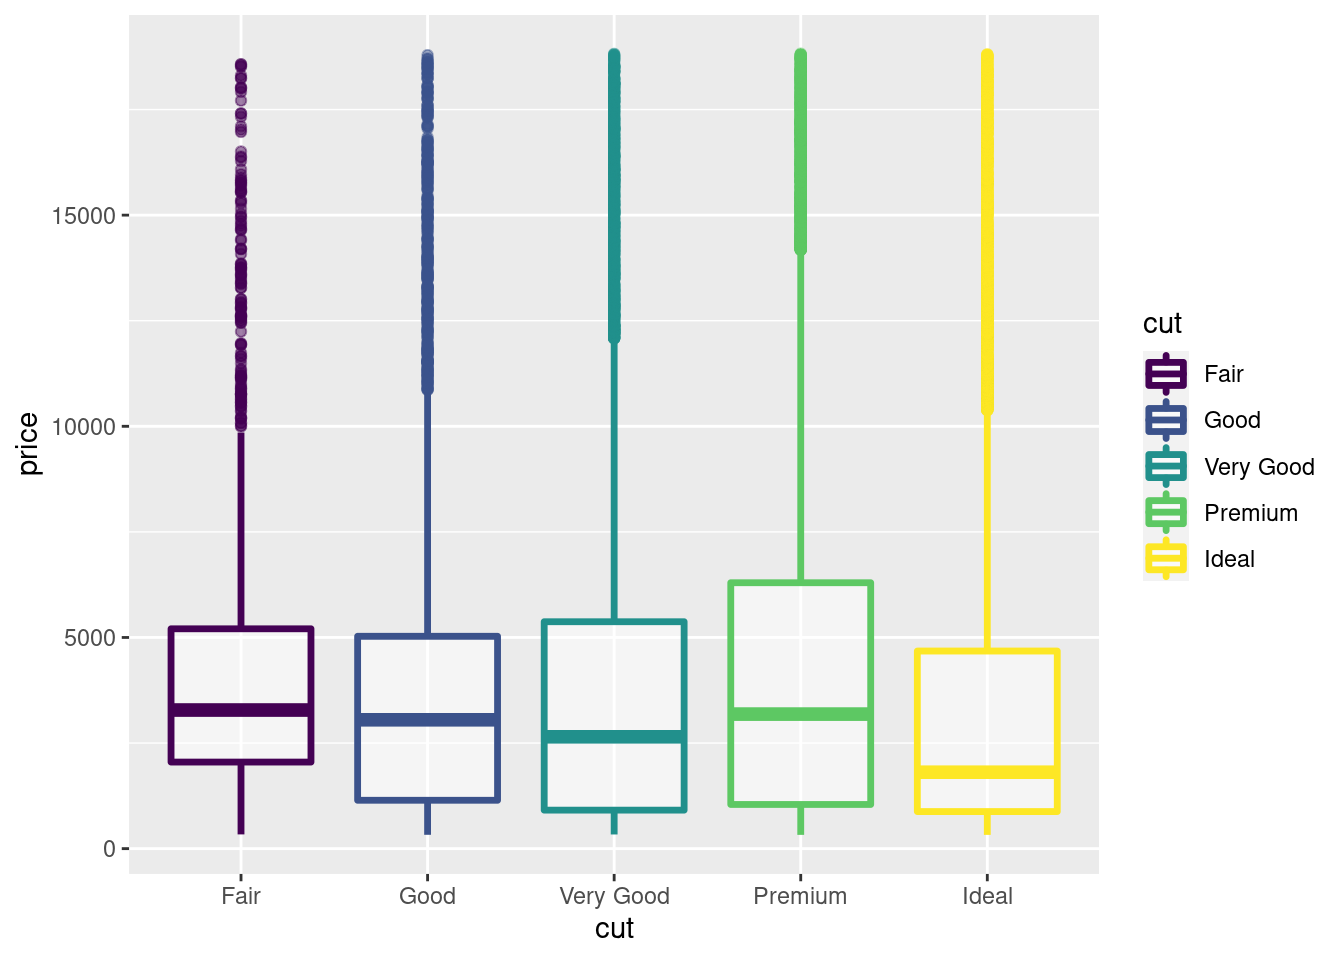 price
15000
10000
5000
0
Fair
Good
Very Good
Premium
Ideal
cut
cut
Fair
Good
Very Good
Premium
Ideal